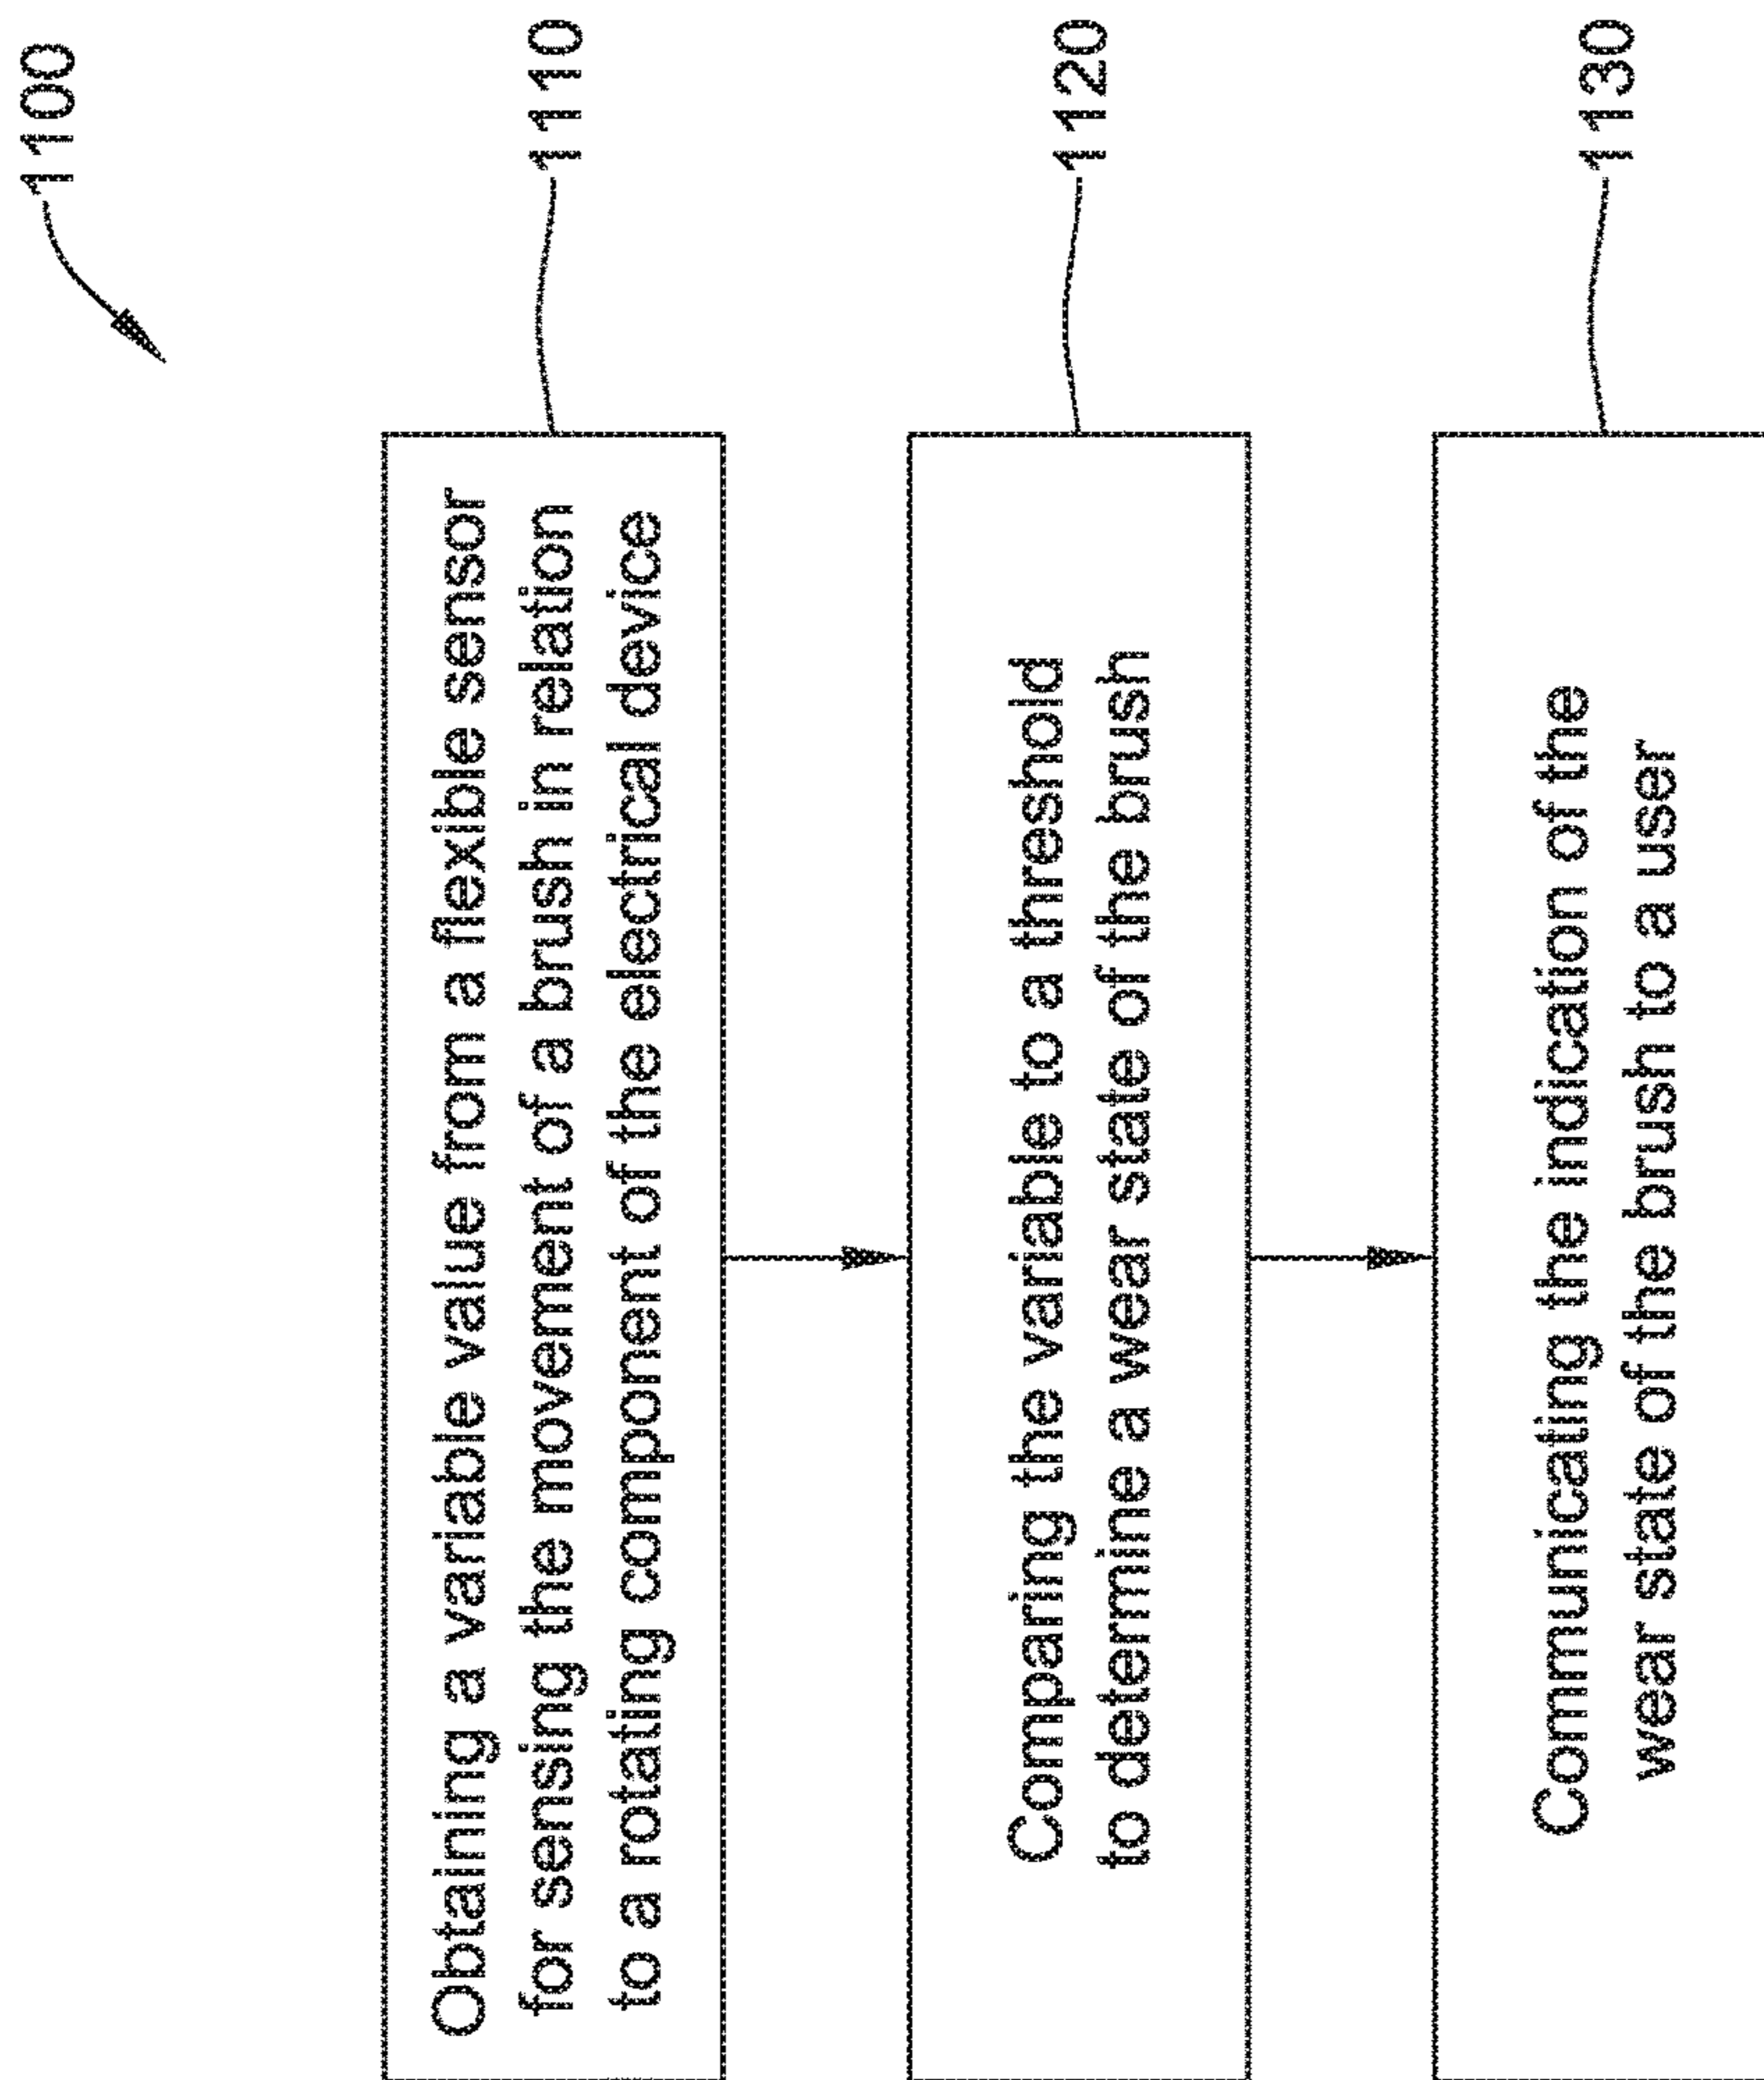 1100
Obtaining a variable value from a flexible sensor
for sensing the movement of a brush in relation
to a rotating component of the electrical device
1110
Comparing the variable to a threshold
to determine a wear state of the brush
1120
Communicating the indication of the
wear state of the brush to a user
1130